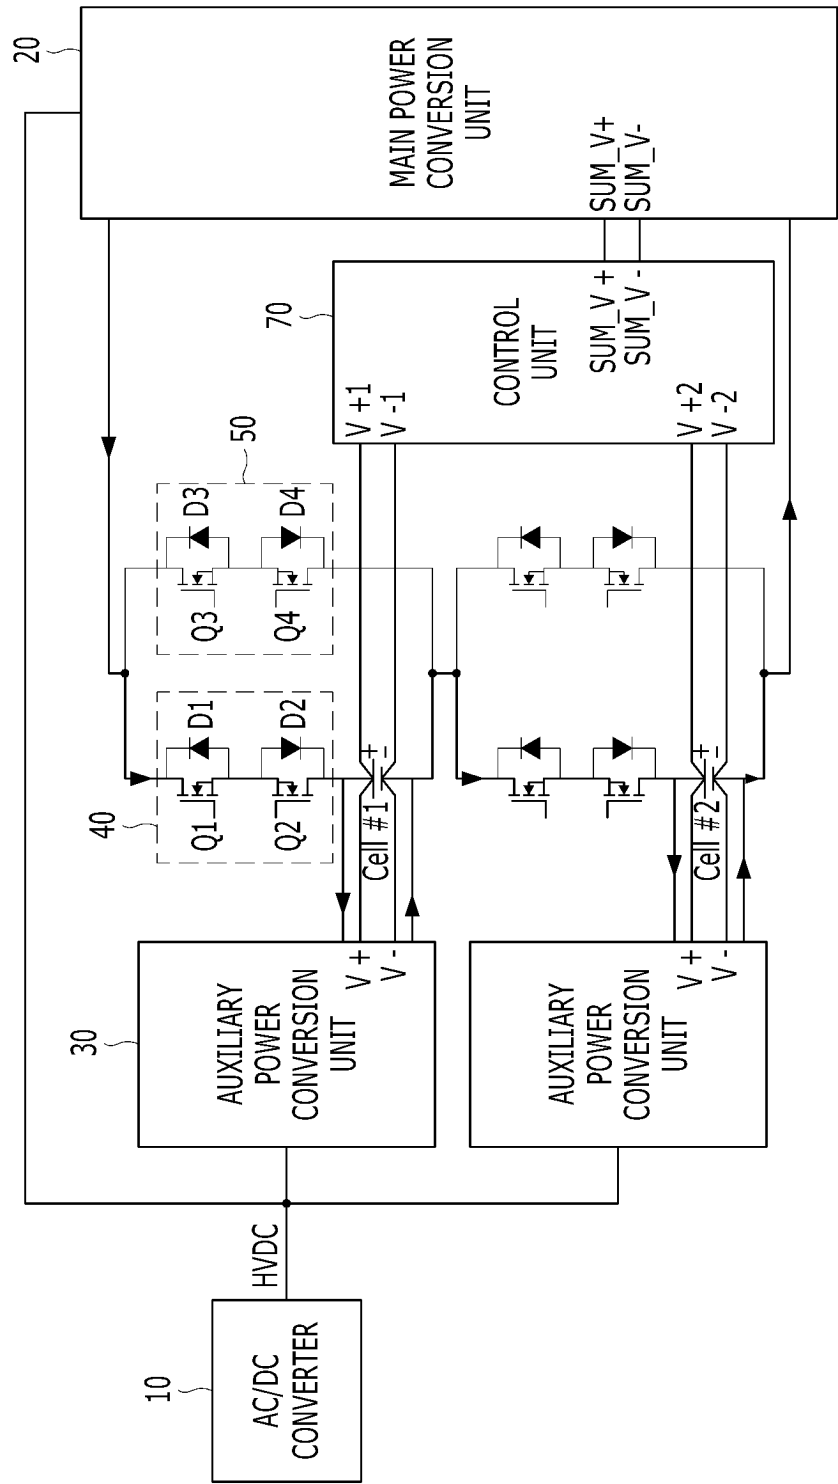 10
AC/DC
CONVERTER
HVDC
30
AUXILIARY
POWER
CONVERSION
UNIT
V +
V -
AUXILIARY
POWER
CONVERSION
UNIT
V +
V -
40
Q1
D1
Q2
D2
Cell #1
+
-
Cell #2
+
-
50
Q3
D3
Q4
D4
70
V +1
V -1
CONTROL
UNIT
SUM_V +
SUM_V -
V +2
V -2
20
MAIN POWER
CONVERSION
UNIT
SUM_V+
SUM_V-